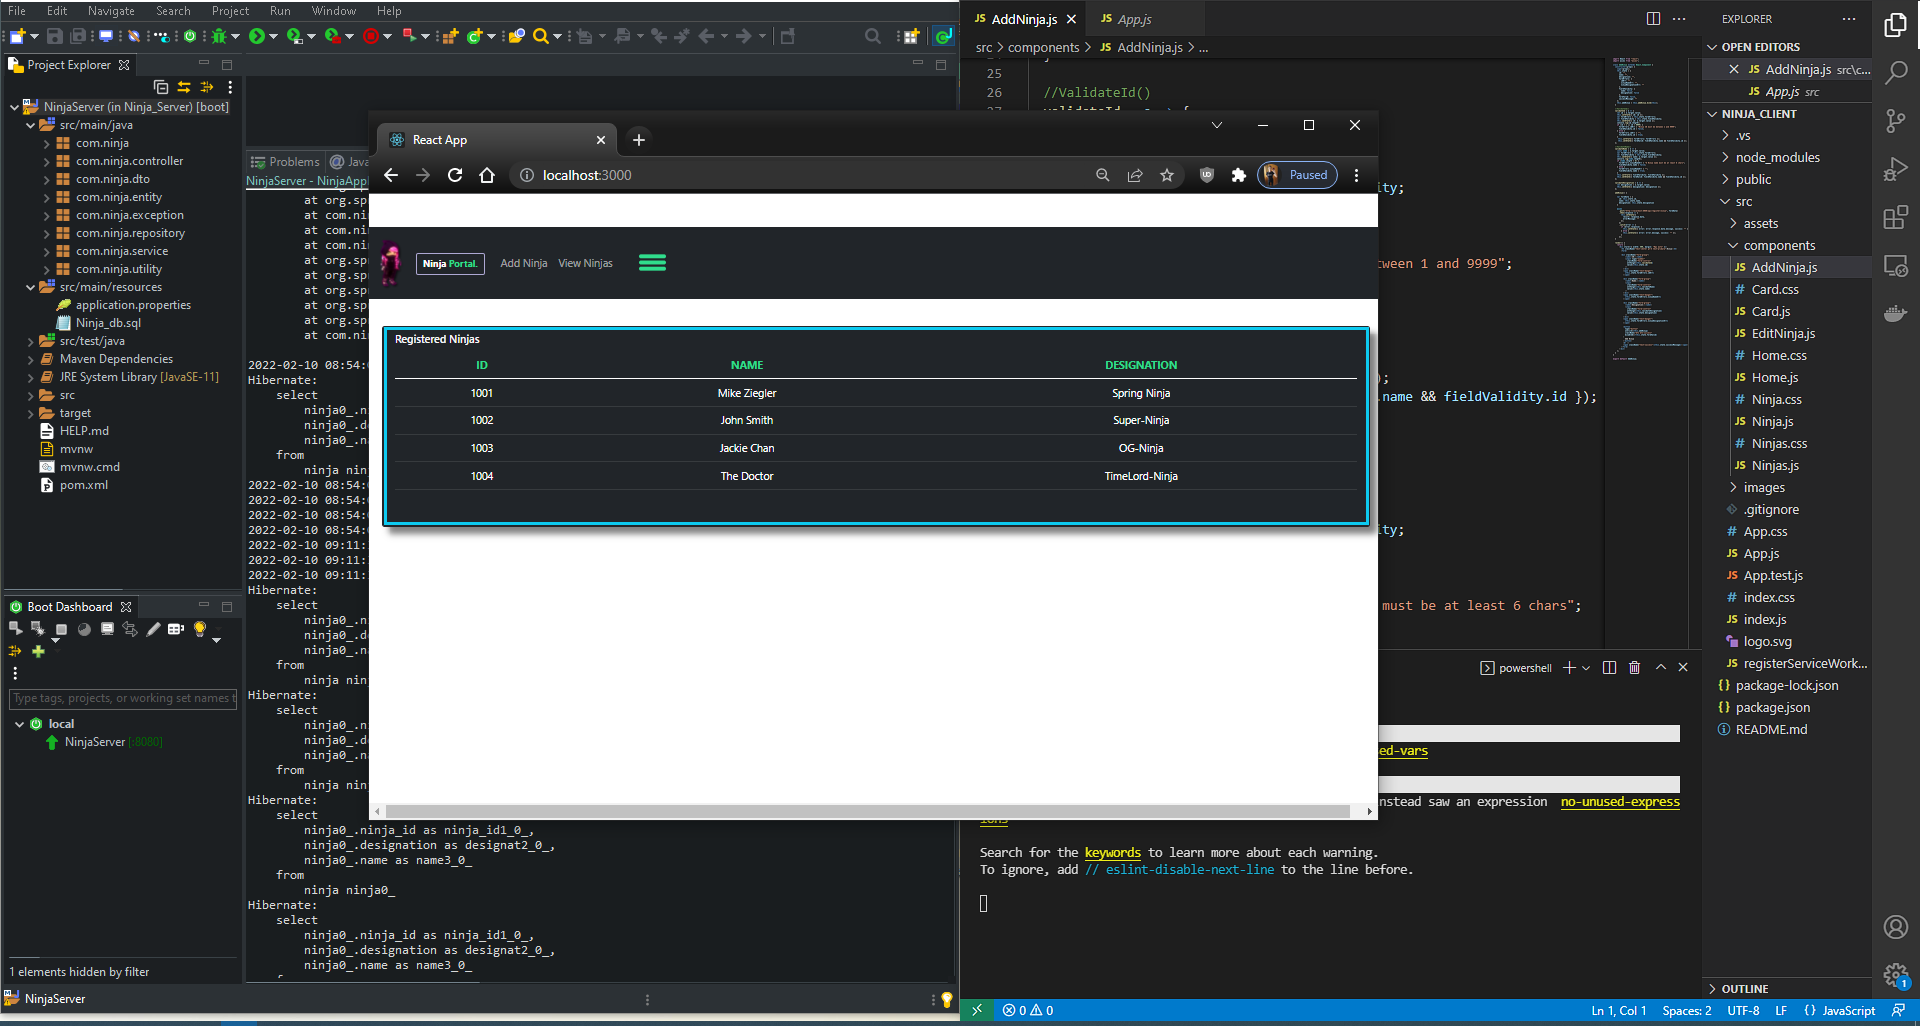 File Edit Navigate Search Project Run Window Help
Project Explorer
NinjaServer (in Ninja_Server) [boot]
src/main/java
com.ninja
com.ninja.controller
com.ninja.dto
com.ninja.entity
com.ninja.exception
com.ninja.repository
com.ninja.service
com.ninja.utility
src/main/resources
application.properties
Ninja_db.sql
src/test/java
Maven Dependencies
JRE System Library [JavaSE-11]
src
target
HELP.md
mvnw
mvnw.cmd
pom.xml
Boot Dashboard
Type tags, projects, or working set names t
local
NinjaServer [:8080]
1 elements hidden by filter
NinjaServer
Problems @ Java
NinjaServer - NinjaAppl
at org.sp
at com.ni
at com.ni
at org.sp
at org.sp
at org.sp
at org.sp
at org.sp
at org.sp
at com.ni
2022-02-10 08:54:
Hibernate:
select
ninja0_.ni
ninja0_.de
ninja0_.na
from
ninja nin
2022-02-10 08:54:
2022-02-10 08:54:
2022-02-10 08:54:
2022-02-10 09:11:
2022-02-10 09:11:
2022-02-10 09:11:
Hibernate:
select
ninja0_.ni
ninja0_.de
ninja0_.na
from
ninja nin
Hibernate:
select
ninja0_.ni
ninja0_.de
ninja0_.na
from
ninja nin
Hibernate:
select
ninja0_.ninja_id as ninja_id1_0_,
ninja0_.designation as designat2_0_,
ninja0_.name as name3_0_
from
ninja ninja0_
Hibernate:
select
ninja0_.ninja_id as ninja_id1_0_,
ninja0_.designation as designat2_0_,
ninja0_.name as name3_0_
React App
localhost:3000
Paused
Ninja Portal. Add Ninja View Ninjas
Registered Ninjas
ID NAME DESIGNATION
1001 Mike Ziegler Spring Ninja
1002 John Smith Super-Ninja
1003 Jackie Chan OG-Ninja
1004 The Doctor TimeLord-Ninja
JS AddNinja.js JS App.js
src > components > JS AddNinja.js > ...
25
26 //ValidateId()
ity;
tween 1 and 9999";
);
.name && fieldValidity.id });
ity;
must be at least 6 chars";
powershell
ed-vars
nstead saw an expression no-unused-express
ions
Search for the keywords to learn more about each warning.
To ignore, add // eslint-disable-next-line to the line before.
EXPLORER
OPEN EDITORS
JS AddNinja.js src\c...
JS App.js src
NINJA_CLIENT
.vs
node_modules
public
src
assets
components
JS AddNinja.js
# Card.css
JS Card.js
JS EditNinja.js
# Home.css
JS Home.js
# Ninja.css
JS Ninja.js
# Ninjas.css
JS Ninjas.js
images
.gitignore
# App.css
JS App.js
JS App.test.js
# index.css
JS index.js
logo.svg
JS registerServiceWork...
{} package-lock.json
{} package.json
README.md
OUTLINE
1
0 0 Ln 1, Col 1 Spaces: 2 UTF-8 LF {} JavaScript